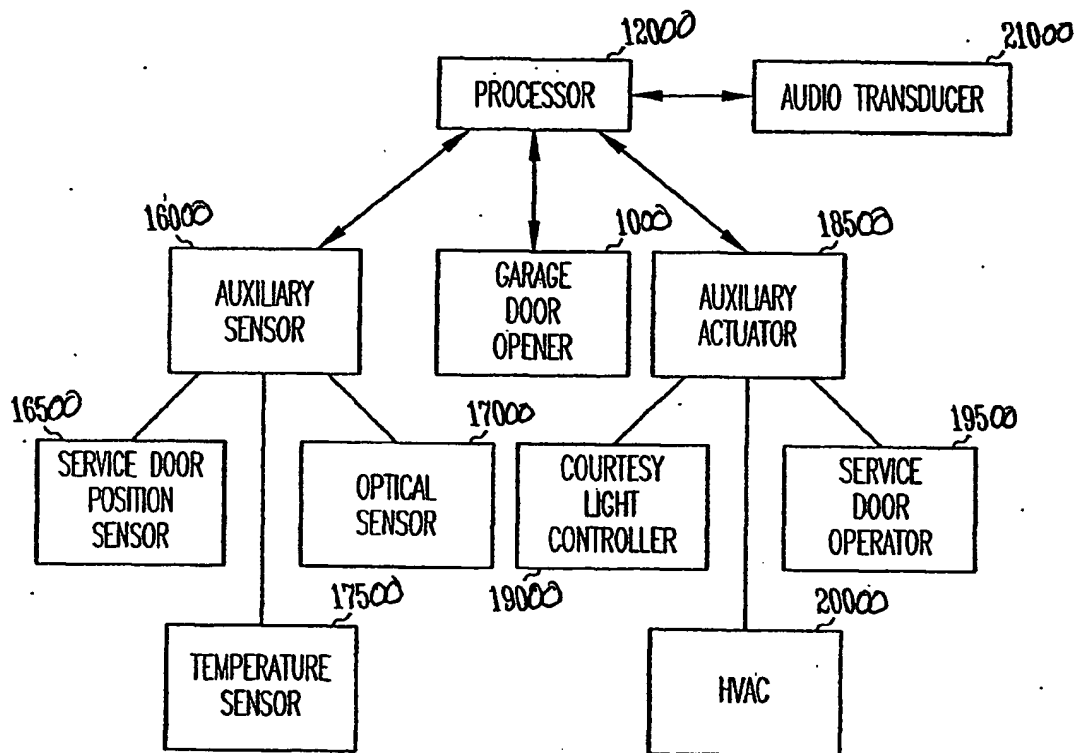 12000
PROCESSOR
21000
AUDIO TRANSDUCER
16000
AUXILIARY
SENSOR
1000
GARAGE
DOOR
OPENER
18500
AUXILIARY
ACTUATOR
16500
SERVICE DOOR
POSITION
SENSOR
17000
OPTICAL
SENSOR
COURTESY
LIGHT
CONTROLLER
19000
19500
SERVICE
DOOR
OPERATOR
17500
TEMPERATURE
SENSOR
20000
HVAC